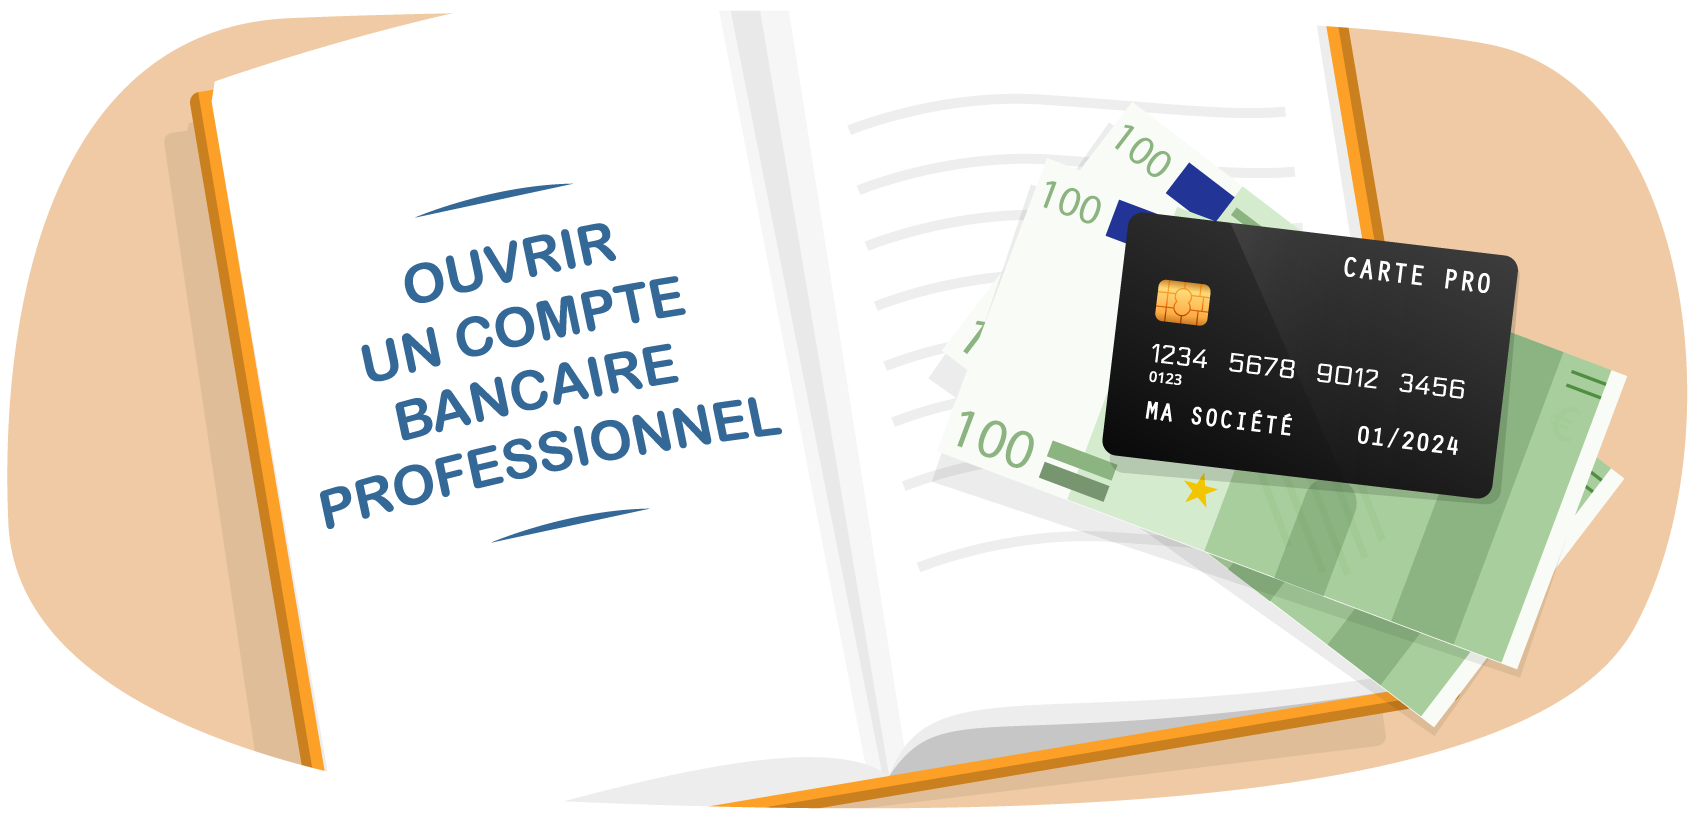 OUVRIR
UN COMPTE
BANCAIRE
PROFESSIONNEL
100
100
100
CARTE PRO
1234 5678 9012 3456
0123
MA SOCIÉTÉ 01/2024